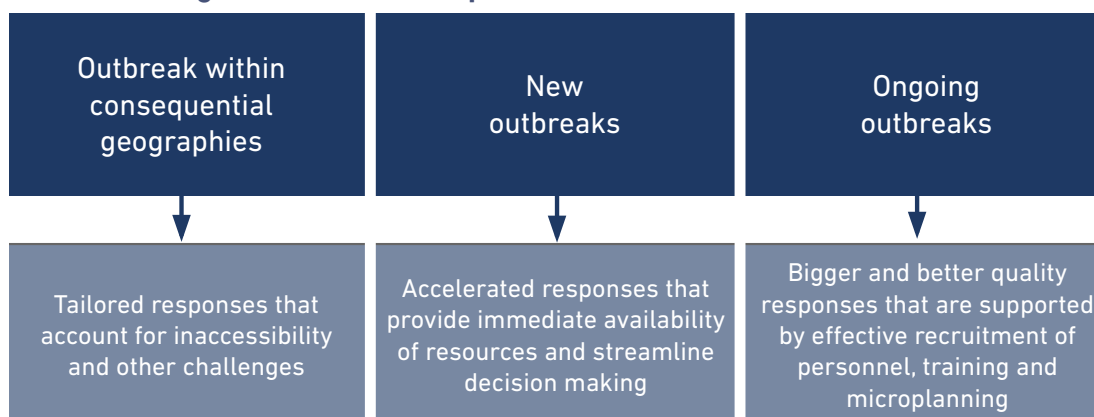 Outbreak within
consequential
geographies
New
outbreaks
Ongoing
outbreaks
Tailored responses that
account for inaccessibility
and other challenges
Accelerated responses that
provide immediate availability
of resources and streamline
decision making
Bigger and better quality
responses that are supported
by effective recruitment of
personnel, training and
microplanning